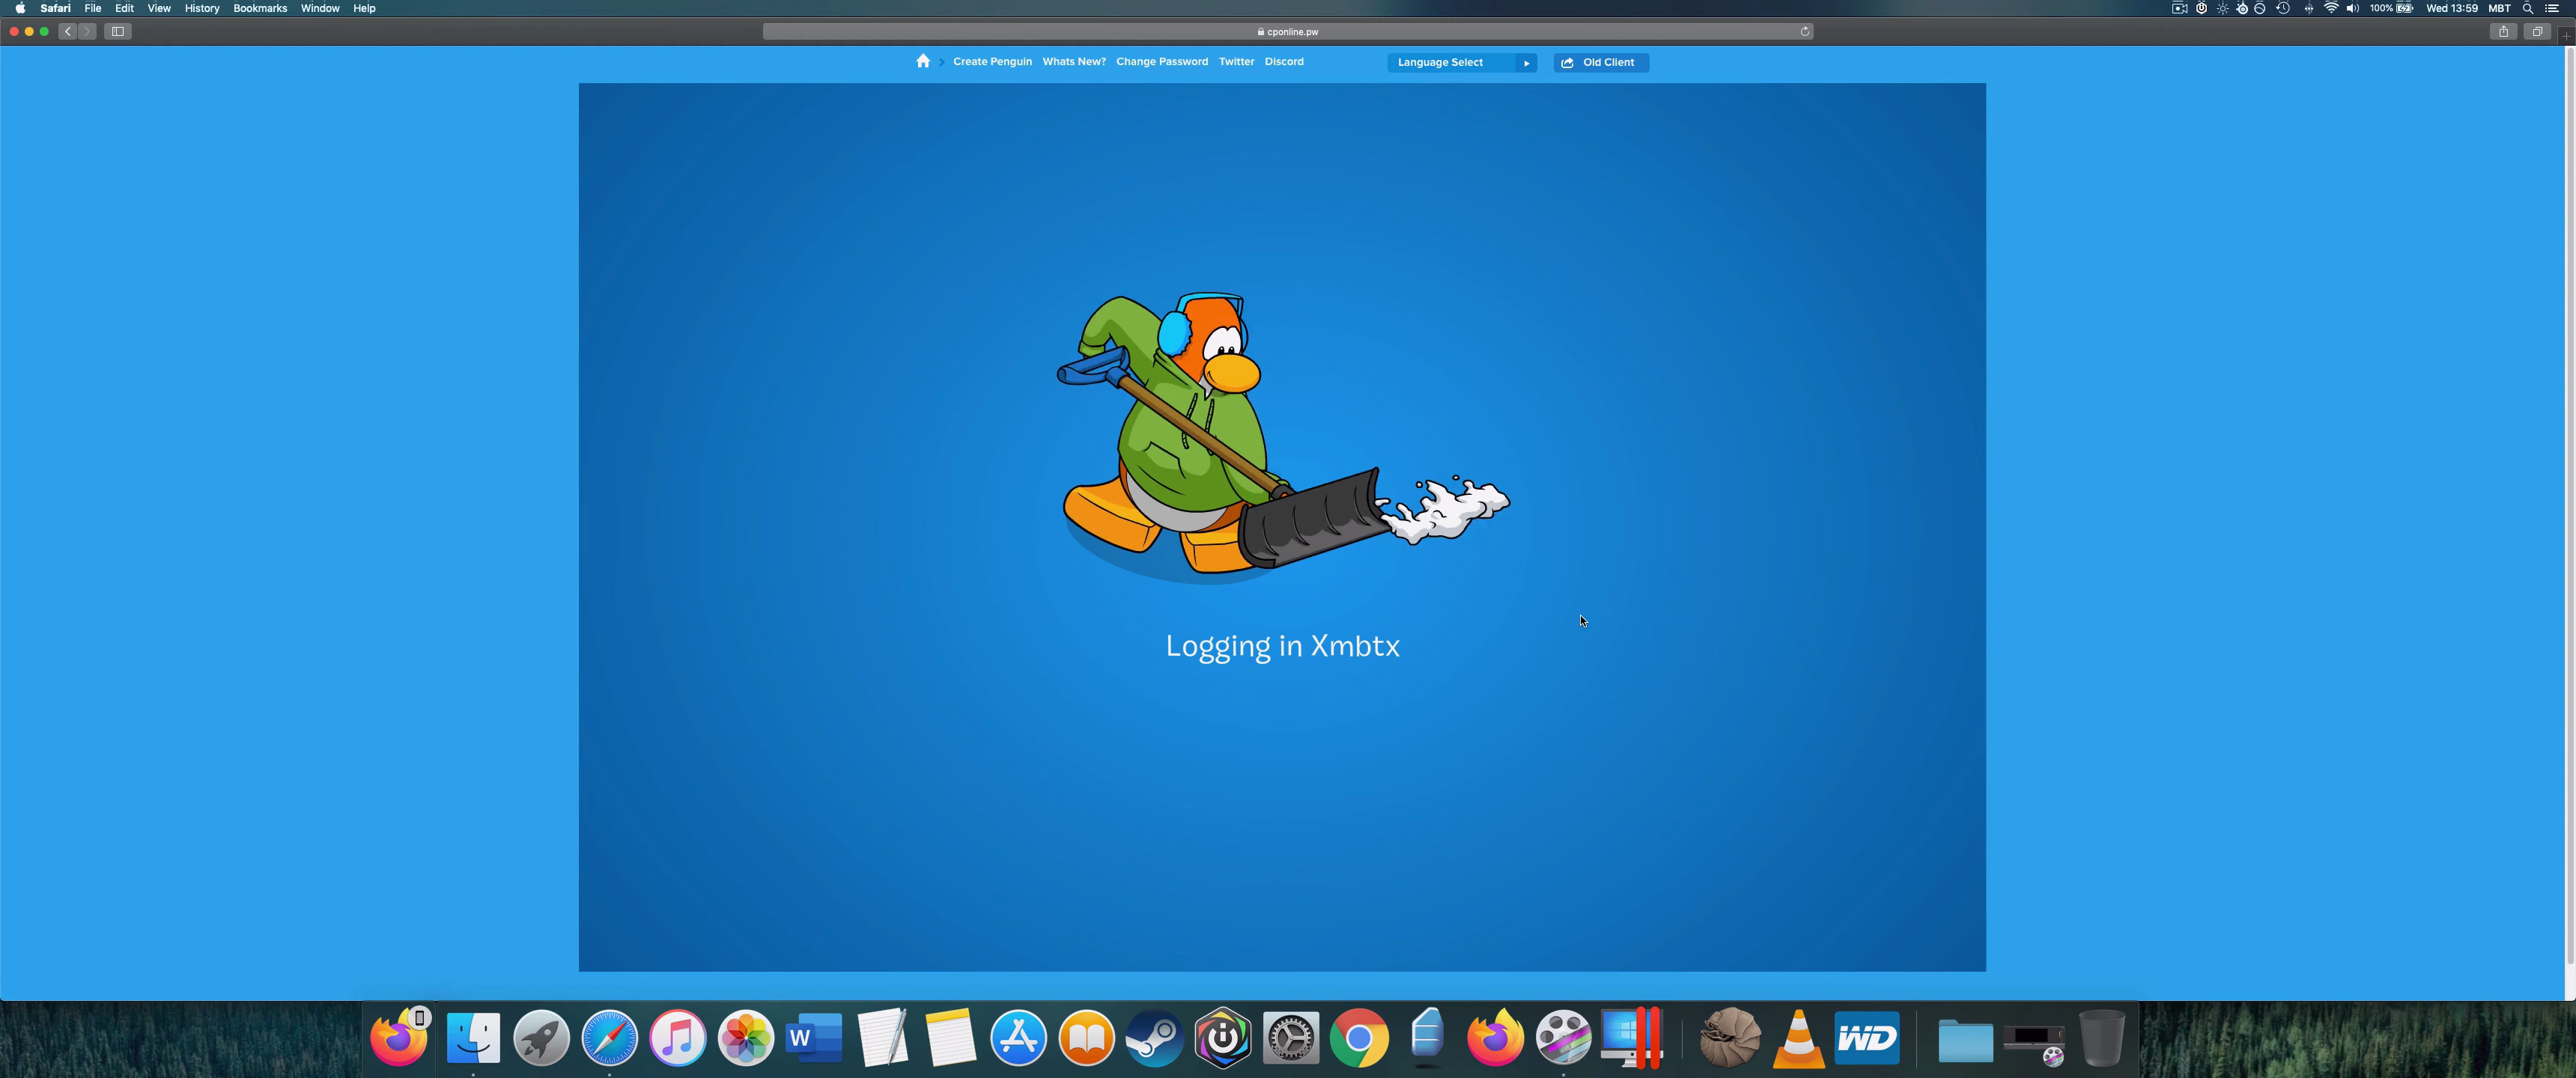 Safari File Edit View History Bookmarks Window Help 100% Wed 13:59 MBT
cponline.pw
Create Penguin Whats New? Change Password Twitter Discord Language Select Old Client
Logging in Xmbtx
W
WD